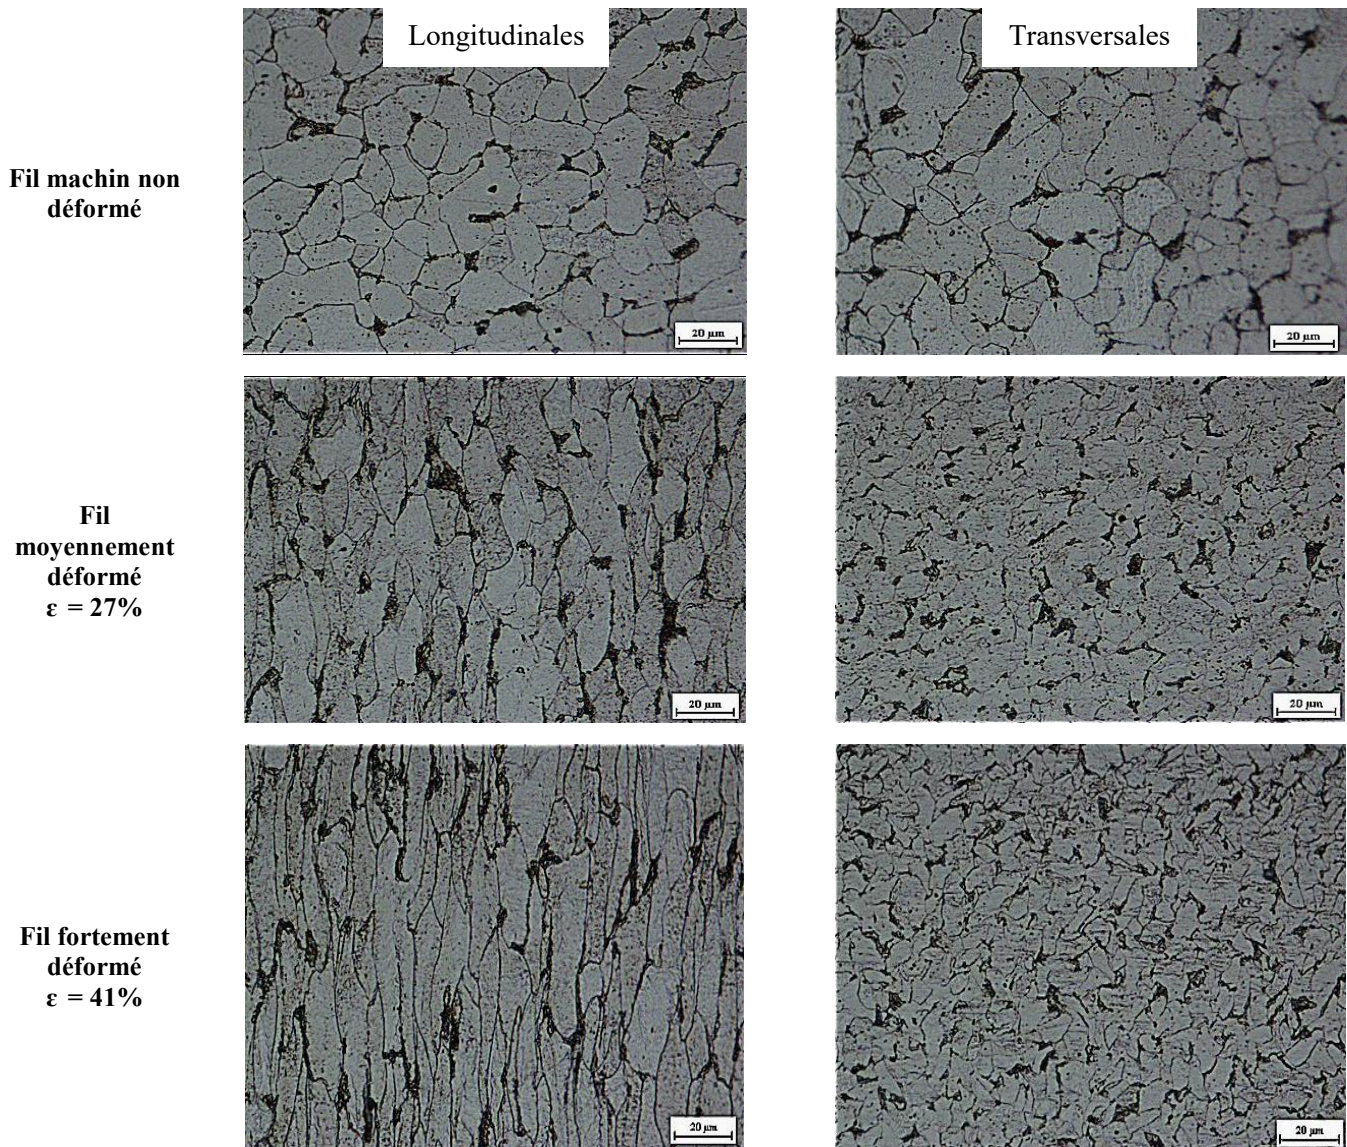 Longitudinales
Transversales
Fil machin non
déformé
20 µm
20 µm
Fil
moyennement
déformé
ε = 27%
20 µm
20 µm
Fil fortement
déformé
ε = 41%
20 µm
20 µm